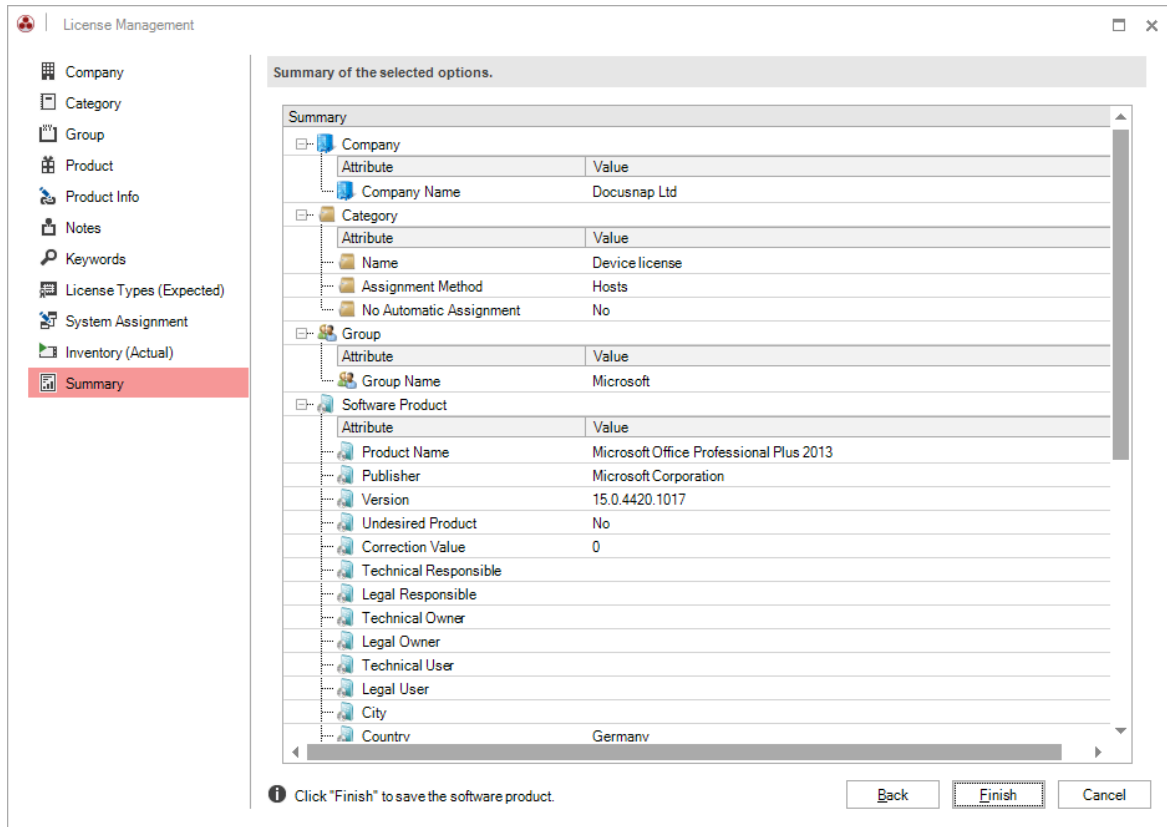 License Management
Company
Category
Group
Product
Product Info
Notes
Keywords
License Types (Expected)
System Assignment
Inventory (Actual)
Summary
Summary of the selected options.
Summary
Company
Attribute Value
Company Name Docusnap Ltd
Category
Attribute Value
Name Device license
Assignment Method Hosts
No Automatic Assignment No
Group
Attribute Value
Group Name Microsoft
Software Product
Attribute Value
Product Name Microsoft Office Professional Plus 2013
Publisher Microsoft Corporation
Version 15.0.4420.1017
Undesired Product No
Correction Value 0
Technical Responsible
Legal Responsible
Technical Owner
Legal Owner
Technical User
Legal User
City
Country Germany
Click "Finish" to save the software product.
Back Finish Cancel